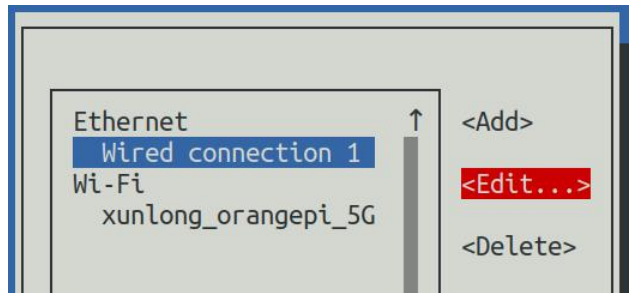 Ethernet ↑ <Add>
Wired connection 1
Wi-Fi <Edit...>
xunlong_orangepi_5G
<Delete>